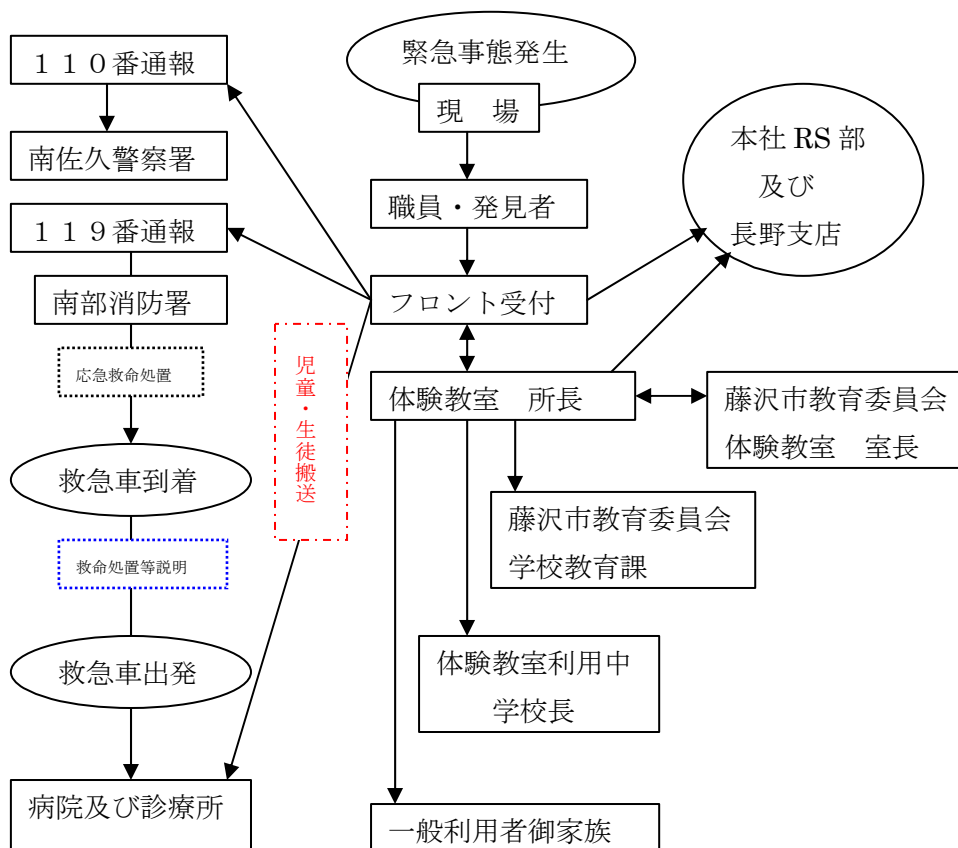 緊急事態発生
現　場
１１０番通報
南佐久警察署
職員・発見者
本社 RS 部
及び
長野支店
１１９番通報
南部消防署
フロント受付
応急救命処置
児童・生徒搬送
体験教室　所長
藤沢市教育委員会
体験教室　室長
救急車到着
藤沢市教育委員会
学校教育課
救命処置等説明
体験教室利用中
学校長
救急車出発
病院及び診療所
一般利用者御家族